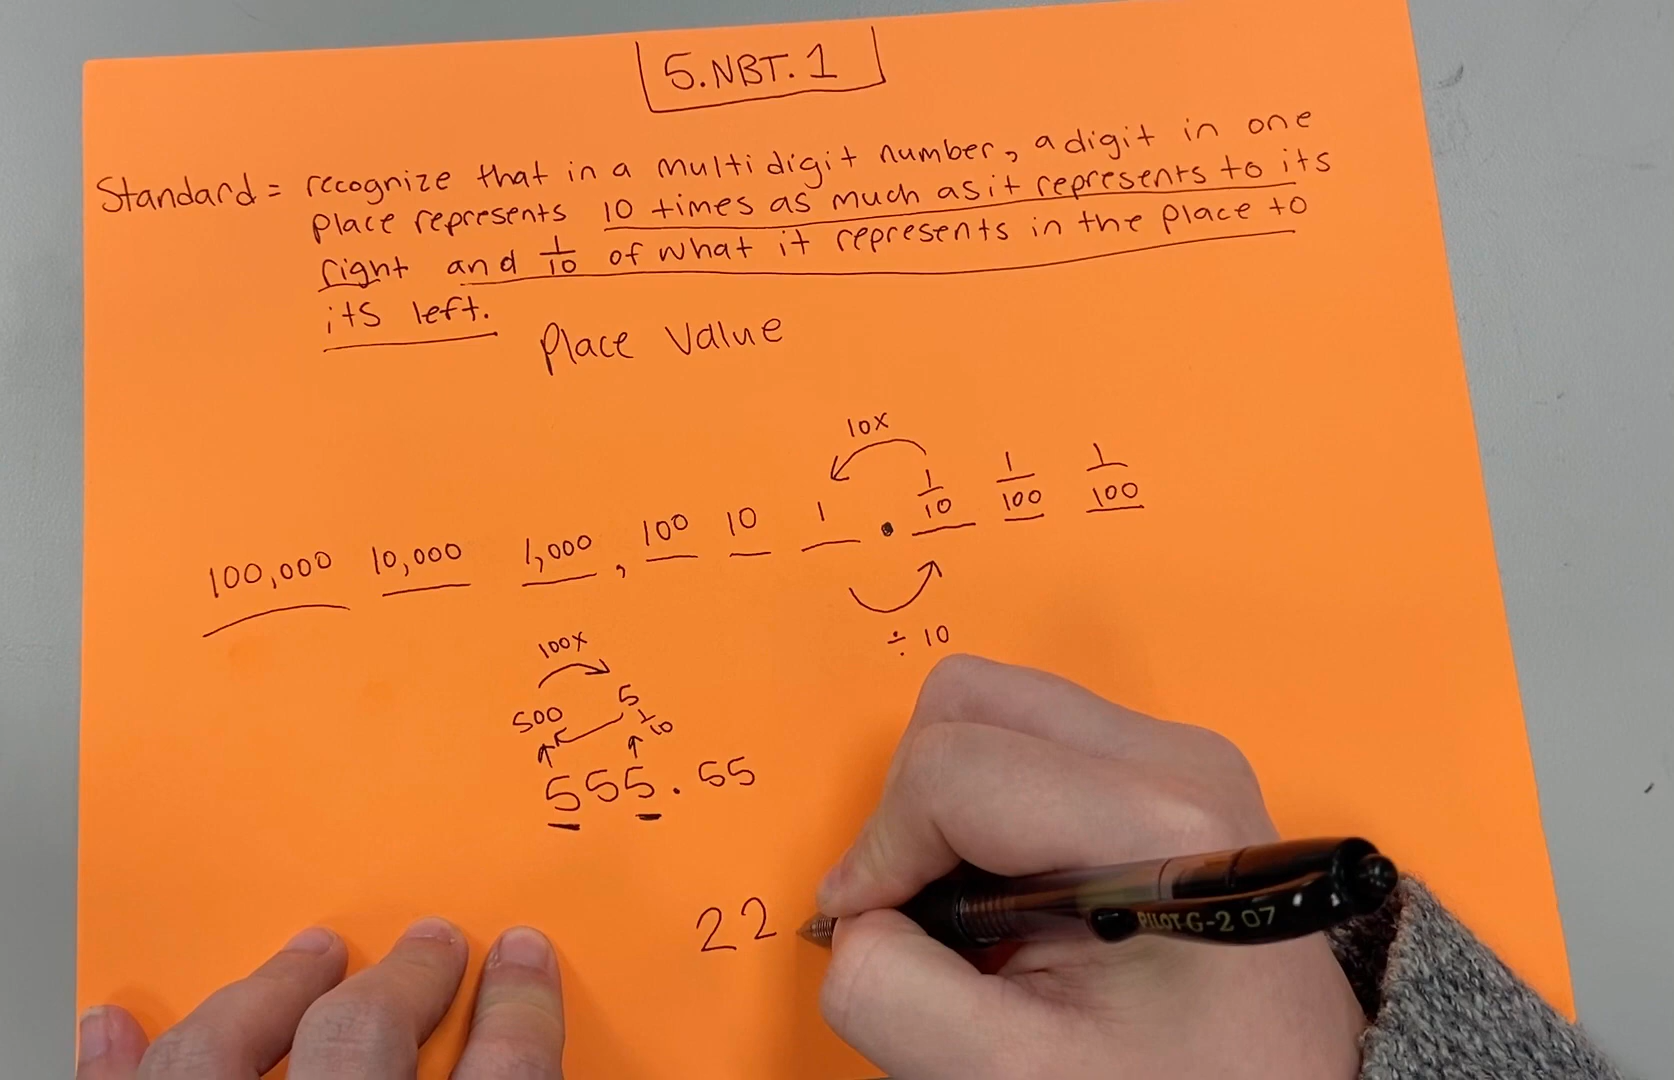 5.NBT.1
Standard = recognize that in a multidigit number, a digit in one
place represents 10 times as much as it represents to its
right and 1/10 of what it represents in the place to
its left.
Place Value
10x
100,000 10,000 1,000 , 100 10 1 . 1/10 1/100 1/100
÷ 10
100x
500 5
1/10
555.55
22
PILOT G-2 07